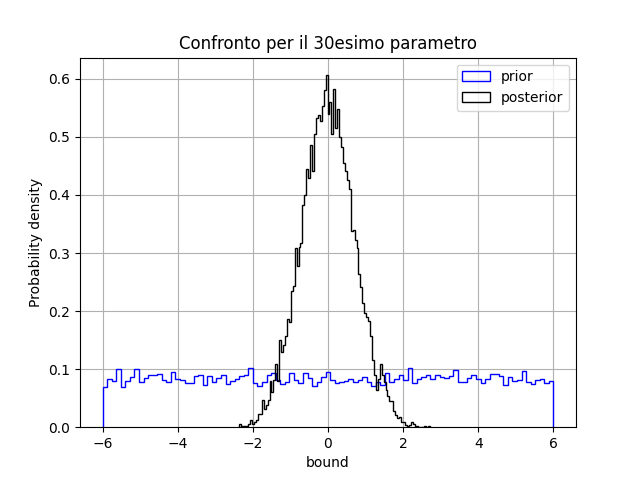 Confronto per il 30esimo parametro
prior
posterior
Probability density
0.6
0.5
0.4
0.3
0.2
0.1
0.0
−6
−4
−2
0
2
4
6
bound